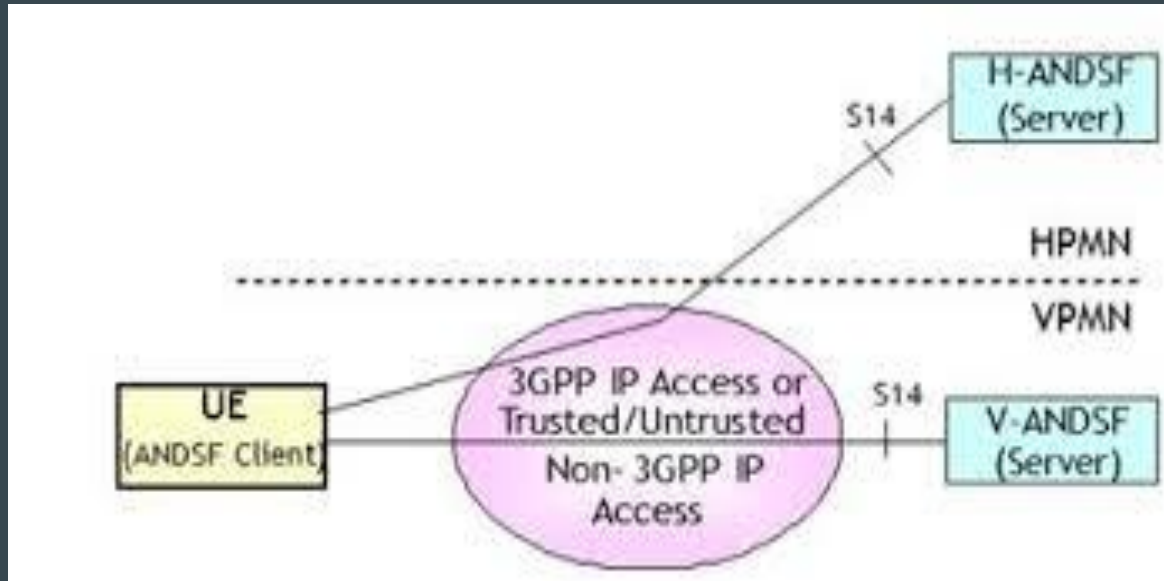 H-ANDSF
(Server)
S14
HPMN
VPMN
3GPP IP Access or
Trusted/Untrusted
Non- 3GPP IP
Access
UE
(ANDSF Client)
S14
V-ANDSF
(Server)